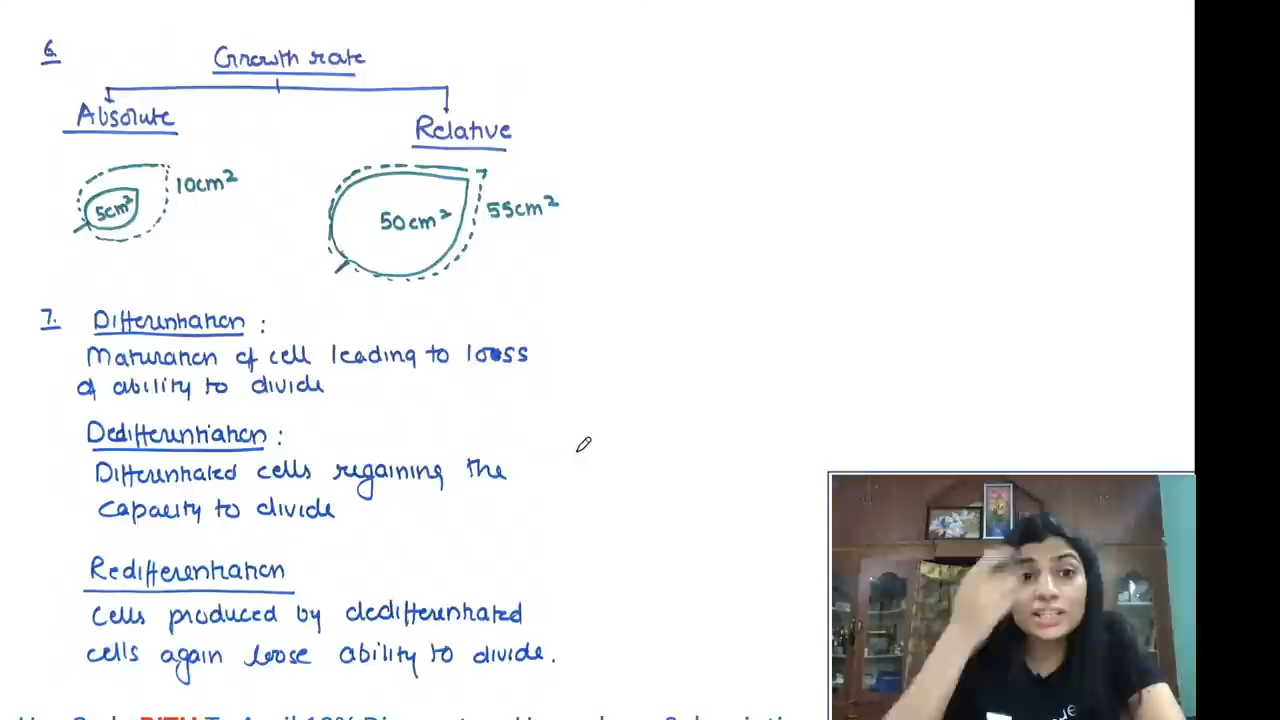 6.
Growth rate
Absolute
Relative
5cm²
10cm²
50cm²
55cm²
7. Differentiation :
Maturation of cell leading to looss
of ability to divide
Dedifferentiation :
Differentiated cells regaining the
capacity to divide
Redifferentiation
Cells produced by dedifferentiated
cells again loose ability to divide.